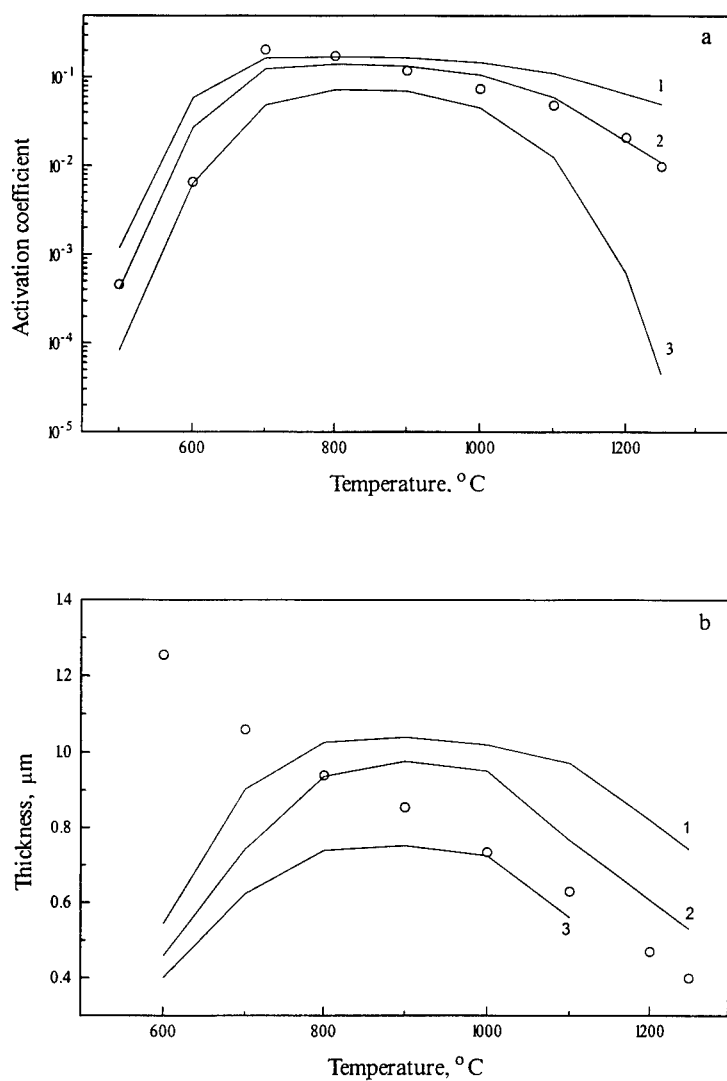 a
10⁻¹
10⁻²
10⁻³
10⁻⁴
10⁻⁵
Activation coefficient
1
2
3
600 800 1000 1200
Temperature, °C
b
1.4
1.2
1.0
0.8
0.6
0.4
Thickness, μm
1
2
3
600 800 1000 1200
Temperature, °C